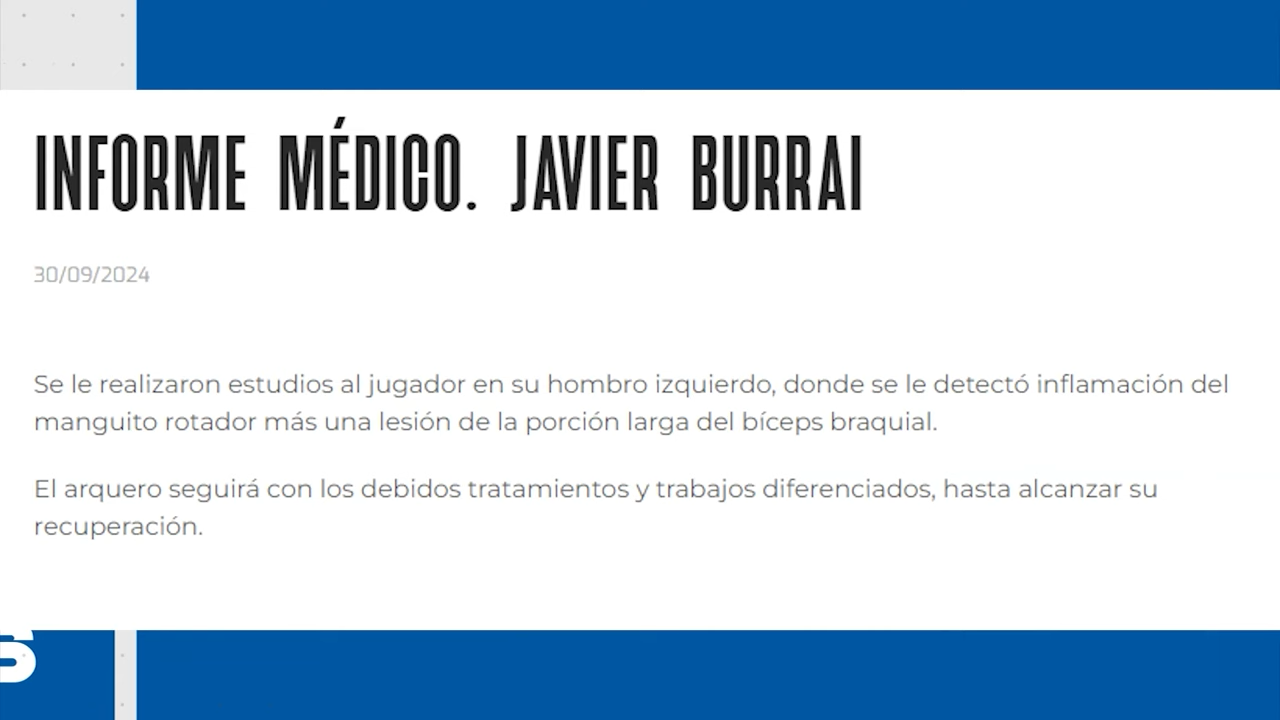 INFORME MÉDICO. JAVIER BURRAI
30/09/2024
Se le realizaron estudios al jugador en su hombro izquierdo, donde se le detectó inflamación del
manguito rotador más una lesión de la porción larga del bíceps braquial.
El arquero seguirá con los debidos tratamientos y trabajos diferenciados, hasta alcanzar su
recuperación.